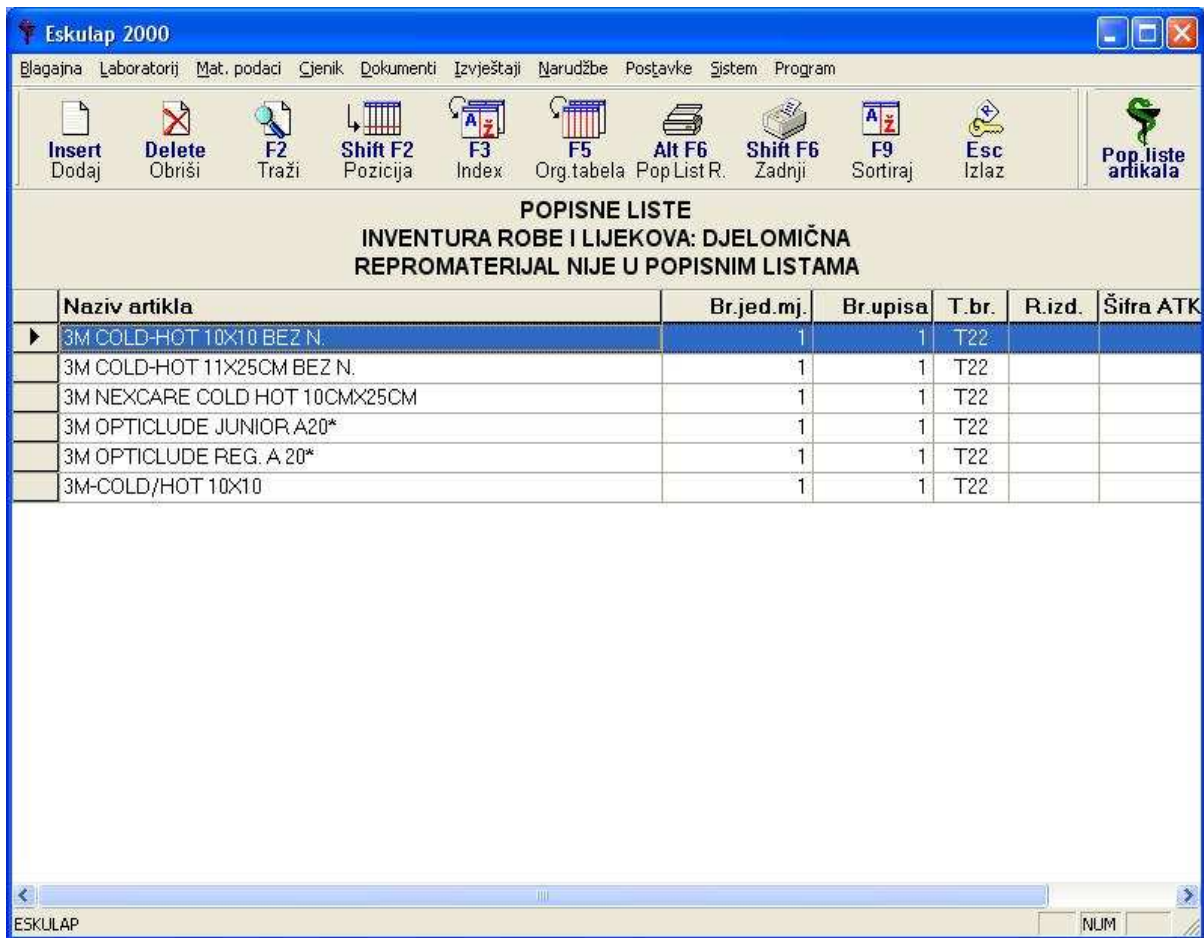 Eskulap 2000
Blagajna Laboratorij Mat. podaci Cjenik Dokumenti Izvještaji Narudžbe Postavke Sistem Program
Insert Delete F2 Shift F2 F3 F5 Alt F6 Shift F6 F9 Esc Pop.liste
Dodaj Obriši Traži Pozicija Index Org.tabela Pop List R. Zadnji Sortiraj Izlaz artikala
POPISNE LISTE
INVENTURA ROBE I LIJEKOVA: DJELOMIČNA
REPROMATERIJAL NIJE U POPISNIM LISTAMA
Naziv artikla Br.jed.mj. Br.upisa T.br. R.izd. Šifra ATK
3M COLD-HOT 10X10 BEZ N. 1 1 T22
3M COLD-HOT 11X25CM BEZ N. 1 1 T22
3M NEXCARE COLD HOT 10CMX25CM 1 1 T22
3M OPTICLUDE JUNIOR A20* 1 1 T22
3M OPTICLUDE REG. A 20* 1 1 T22
3M-COLD/HOT 10X10 1 1 T22
ESKULAP NUM